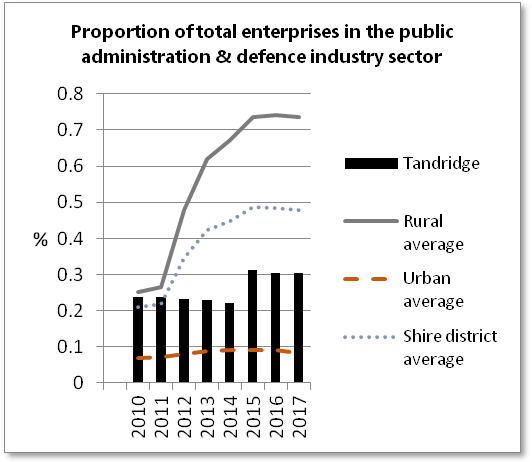 Proportion of total enterprises in the public
administration & defence industry sector
0.8
0.7
0.6
0.5
0.4
0.3
0.2
0.1
0
%
2010
2011
2012
2013
2014
2015
2016
2017
Tandridge
Rural
average
Urban
average
Shire district
average